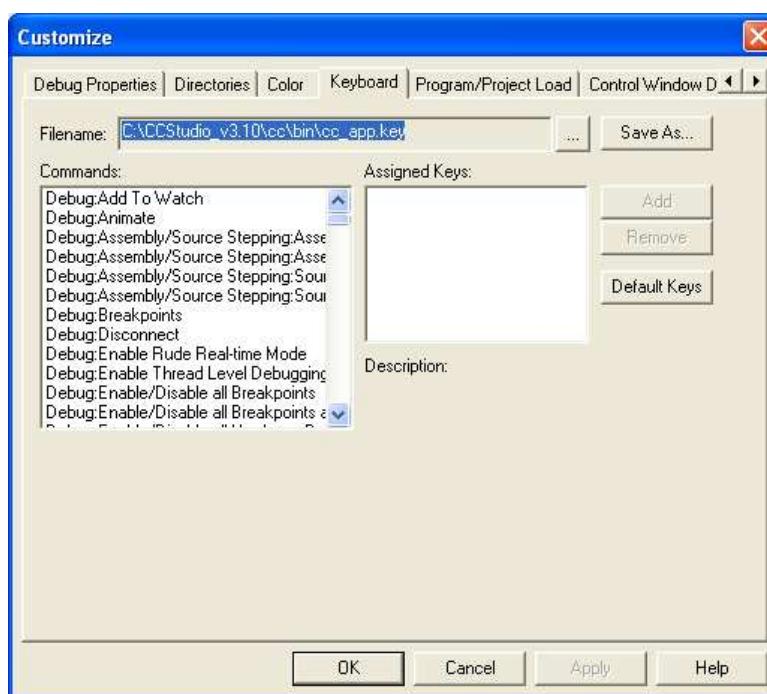 Customize
Debug Properties Directories Color Keyboard Program/Project Load Control Window D
Filename: C:\CCStudio_v3.10\cc\bin\cc_app.key ... Save As...
Commands: Assigned Keys:
Debug:Add To Watch
Debug:Animate
Debug:Assembly/Source Stepping:Asse
Debug:Assembly/Source Stepping:Asse
Debug:Assembly/Source Stepping:Sour
Debug:Assembly/Source Stepping:Sour
Debug:Breakpoints
Debug:Disconnect
Debug:Enable Rude Real-time Mode
Debug:Enable Thread Level Debugging
Debug:Enable/Disable all Breakpoints
Debug:Enable/Disable all Breakpoints a
Add
Remove
Default Keys
Description:
OK Cancel Apply Help